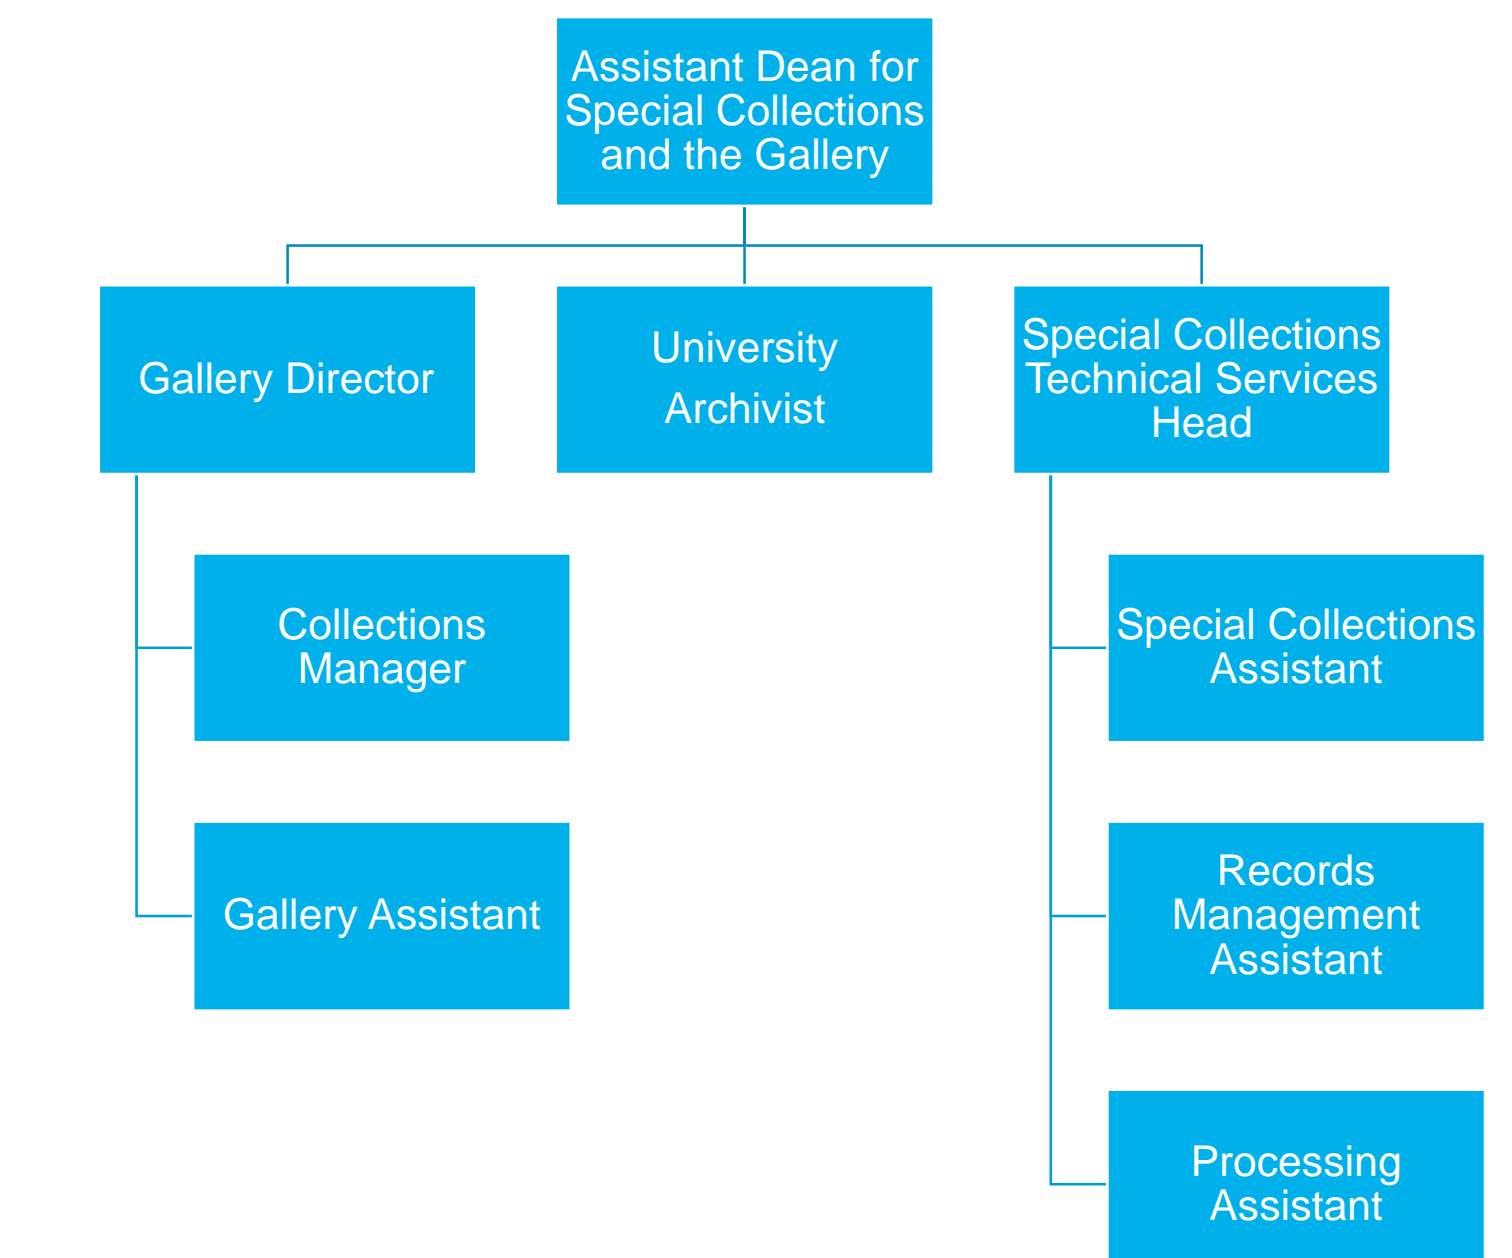 Assistant Dean for
Special Collections
and the Gallery
Gallery Director
University
Archivist
Special Collections
Technical Services
Head
Collections
Manager
Special Collections
Assistant
Gallery Assistant
Records
Management
Assistant
Processing
Assistant